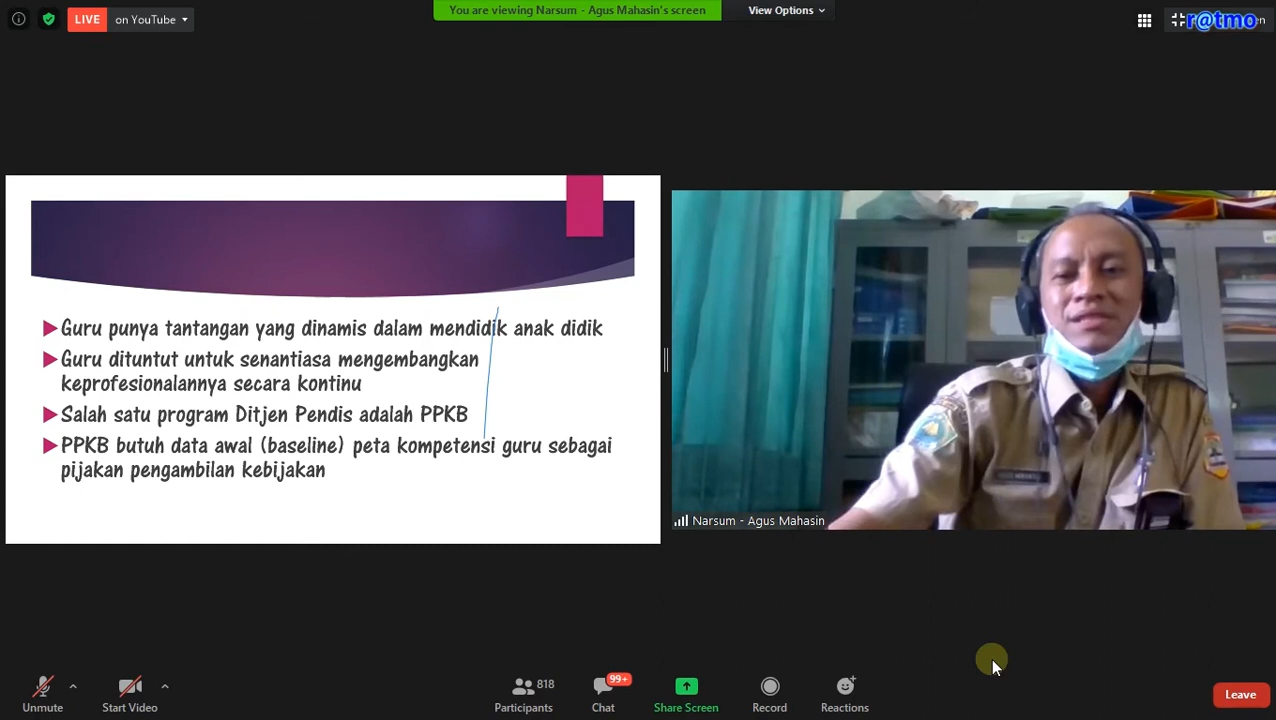 LIVE on YouTube
You are viewing Narsum - Agus Mahasin's screen
View Options
r@tmo
Guru punya tantangan yang dinamis dalam mendidik anak didik
Guru dituntut untuk senantiasa mengembangkan
keprofesionalannya secara kontinu
Salah satu program Ditjen Pendis adalah PPKB
PPKB butuh data awal (baseline) peta kompetensi guru sebagai
pijakan pengambilan kebijakan
Narsum - Agus Mahasin
Unmute
Start Video
818
Participants
99+
Chat
Share Screen
Record
Reactions
Leave